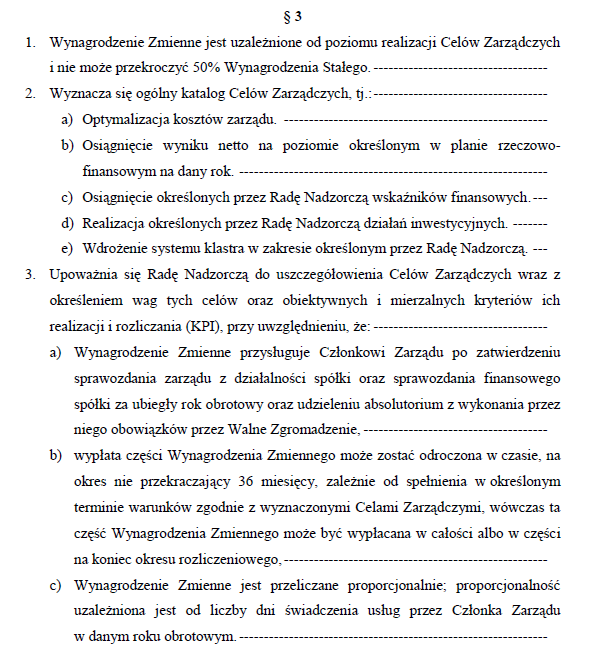 § 3
1. Wynagrodzenie Zmienne jest uzależnione od poziomu realizacji Celów Zarządczych
i nie może przekroczyć 50% Wynagrodzenia Stałego. -----------------------------------
2. Wyznacza się ogólny katalog Celów Zarządczych, tj.:-----------------------------------
a) Optymalizacja kosztów zarządu. -----------------------------------------------------
b) Osiągnięcie wyniku netto na poziomie określonym w planie rzeczowo-
finansowym na dany rok. --------------------------------------------------------------
c) Osiągnięcie określonych przez Radę Nadzorczą wskaźników finansowych. ---
d) Realizacja określonych przez Radę Nadzorczą działań inwestycyjnych. -------
e) Wdrożenie systemu klastra w zakresie określonym przez Radę Nadzorczą. ---
3. Upoważnia się Radę Nadzorczą do uszczegółowienia Celów Zarządczych wraz z
określeniem wag tych celów oraz obiektywnych i mierzalnych kryteriów ich
realizacji i rozliczania (KPI), przy uwzględnieniu, że: -----------------------------------
a) Wynagrodzenie Zmienne przysługuje Członkowi Zarządu po zatwierdzeniu
sprawozdania zarządu z działalności spółki oraz sprawozdania finansowego
spółki za ubiegły rok obrotowy oraz udzieleniu absolutorium z wykonania przez
niego obowiązków przez Walne Zgromadzenie, -------------------------------------
b) wypłata części Wynagrodzenia Zmiennego może zostać odroczona w czasie, na
okres nie przekraczający 36 miesięcy, zależnie od spełnienia w określonym
terminie warunków zgodnie z wyznaczonymi Celami Zarządczymi, wówczas ta
część Wynagrodzenia Zmiennego może być wypłacana w całości albo w części
na koniec okresu rozliczeniowego, -----------------------------------------------------
c) Wynagrodzenie Zmienne jest przeliczane proporcjonalnie; proporcjonalność
uzależniona jest od liczby dni świadczenia usług przez Członka Zarządu
w danym roku obrotowym. --------------------------------------------------------------